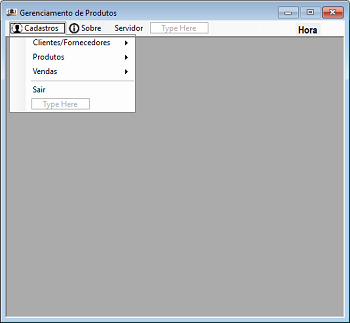 Gerenciamento de Produtos
Cadastros Sobre Servidor Type Here Hora
Clientes/Fornecedores
Produtos
Vendas
Sair
Type Here